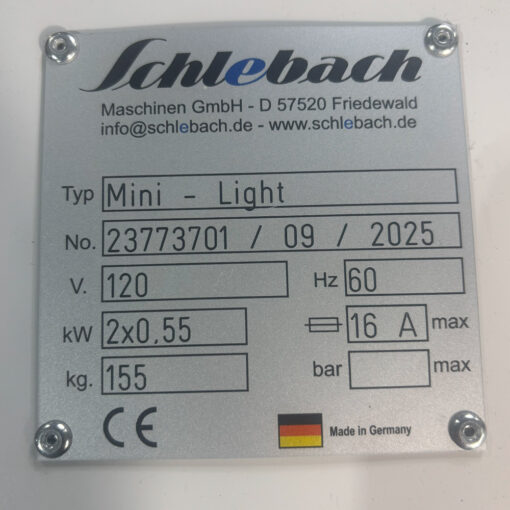 Schlebach
Maschinen GmbH - D 57520 Friedewald
info@schlebach.de - www.schlebach.de
Typ Mini - Light
No. 23773701 / 09 / 2025
V. 120 Hz 60
kW 2x0,55 16 A max
kg. 155 bar max
CE Made in Germany